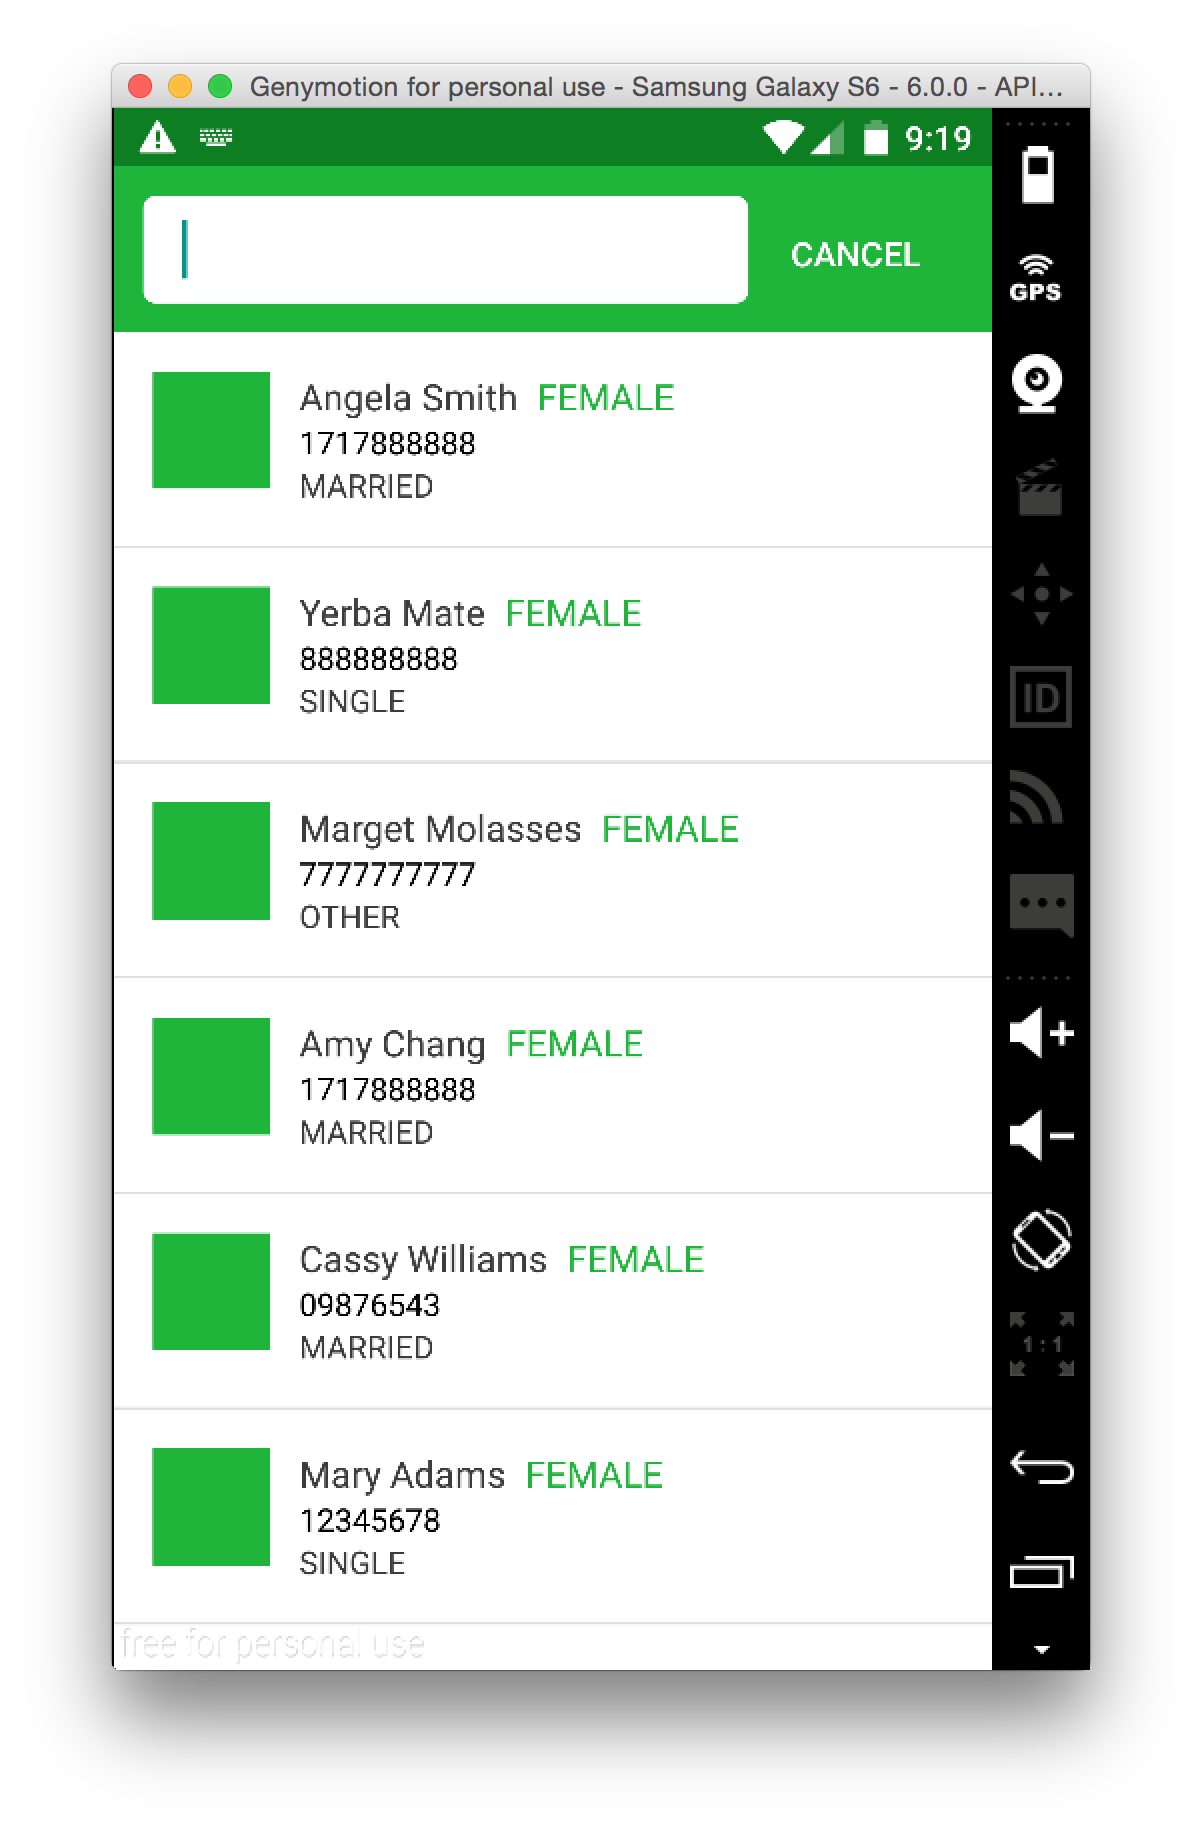 Genymotion for personal use - Samsung Galaxy S6 - 6.0.0 - API...
9:19
CANCEL
GPS
Angela Smith FEMALE
1717888888
MARRIED
Yerba Mate FEMALE
888888888
SINGLE
ID
Marget Molasses FEMALE
7777777777
OTHER
Amy Chang FEMALE
1717888888
MARRIED
Cassy Williams FEMALE
09876543
MARRIED
1:1
Mary Adams FEMALE
12345678
SINGLE
free for personal use